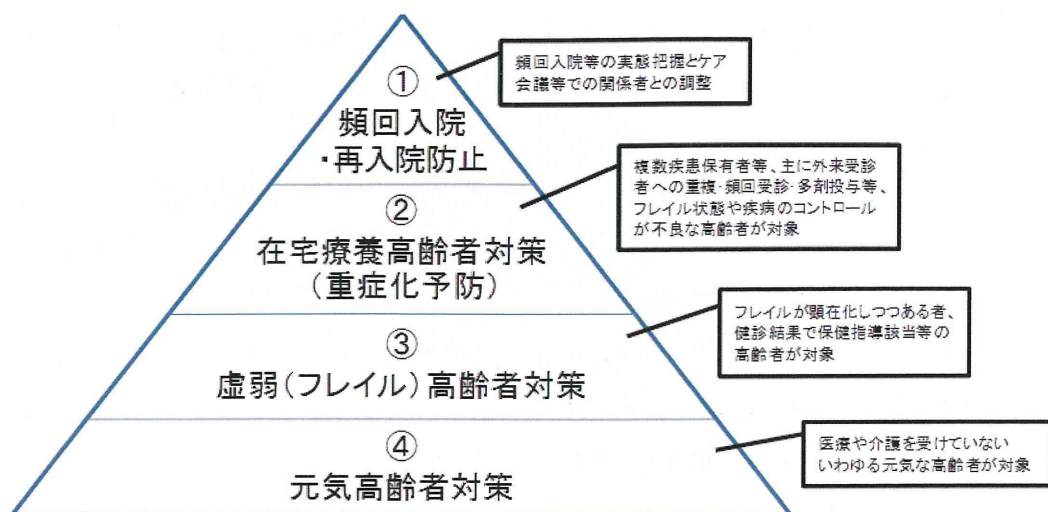 ①
頻回入院
・再入院防止
頻回入院等の実態把握とケア
会議等での関係者との調整
②
在宅療養高齢者対策
（重症化予防）
複数疾患保有者等、主に外来受診
者への重複・頻回受診・多剤投与等、
フレイル状態や疾病のコントロール
が不良な高齢者が対象
③
虚弱（フレイル）高齢者対策
フレイルが顕在化しつつある者、
健診結果で保健指導該当等の
高齢者が対象
④
元気高齢者対策
医療や介護を受けていない
いわゆる元気な高齢者が対象